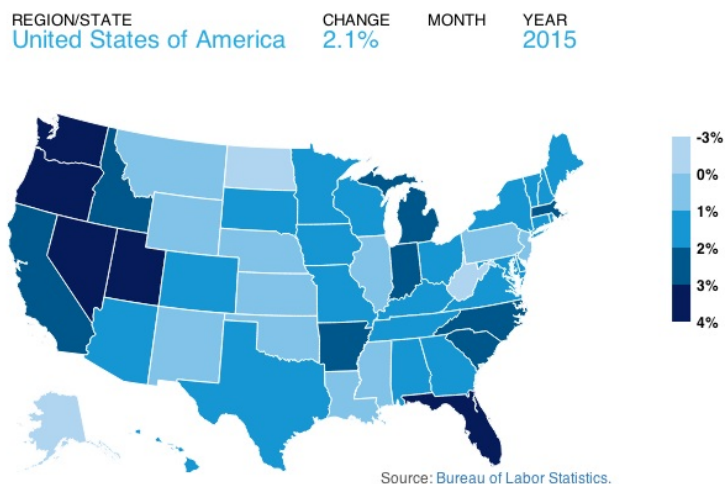 REGION/STATE CHANGE MONTH YEAR
United States of America 2.1% 2015
-3%
0%
1%
2%
3%
4%
Source: Bureau of Labor Statistics.